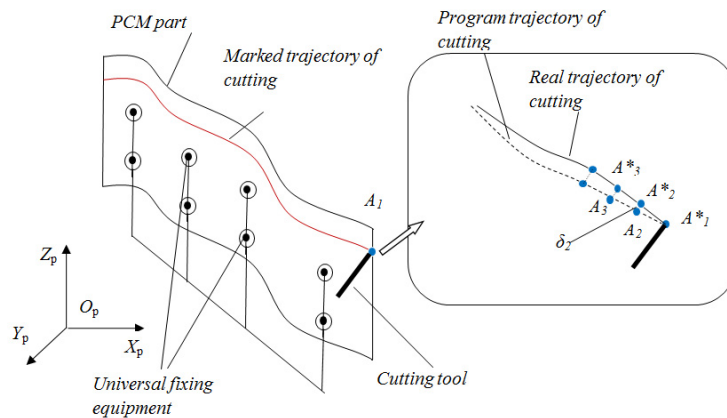 PCM part
Marked trajectory of
cutting
Program trajectory of
cutting
Real trajectory of
cutting
A*3
A*2
A*1
A3
A2
δ2
A1
Zp
Op
Yp
Xp
Universal fixing
equipment
Cutting tool